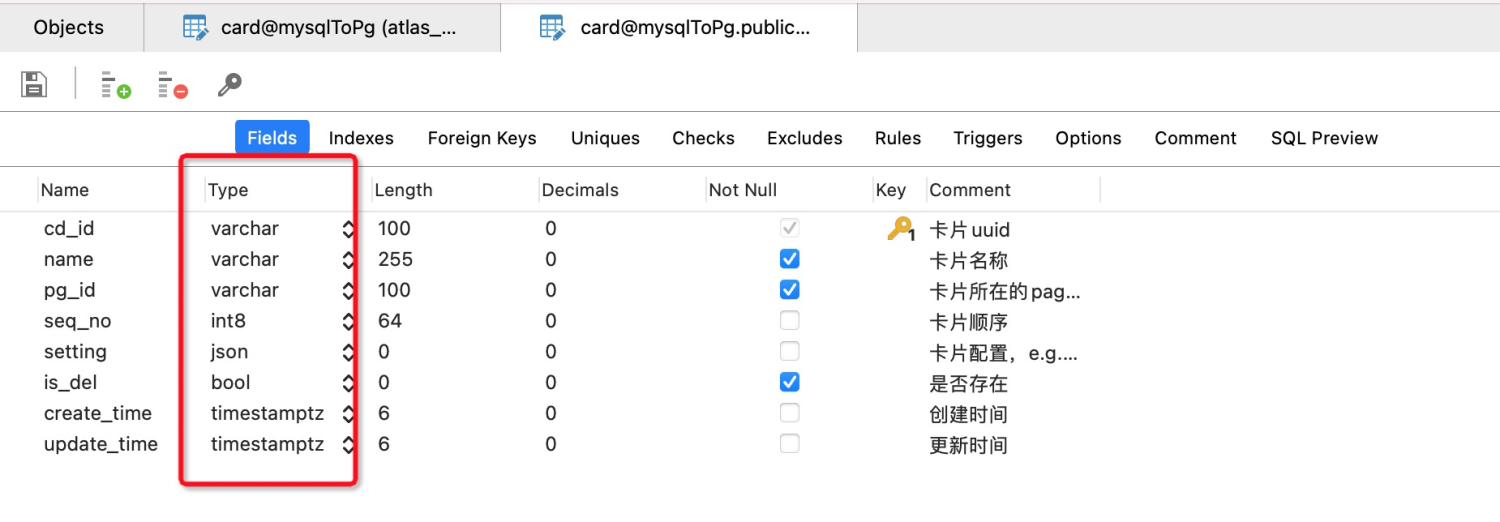 Objects card@mysqlToPg (atlas_... card@mysqlToPg.public...
Fields Indexes Foreign Keys Uniques Checks Excludes Rules Triggers Options Comment SQL Preview
Name Type Length Decimals Not Null Key Comment
cd_id varchar 100 0 1 卡片uuid
name varchar 255 0 卡片名称
pg_id varchar 100 0 卡片所在的pag...
seq_no int8 64 0 卡片顺序
setting json 0 0 卡片配置，e.g....
is_del bool 0 0 是否存在
create_time timestamptz 6 0 创建时间
update_time timestamptz 6 0 更新时间